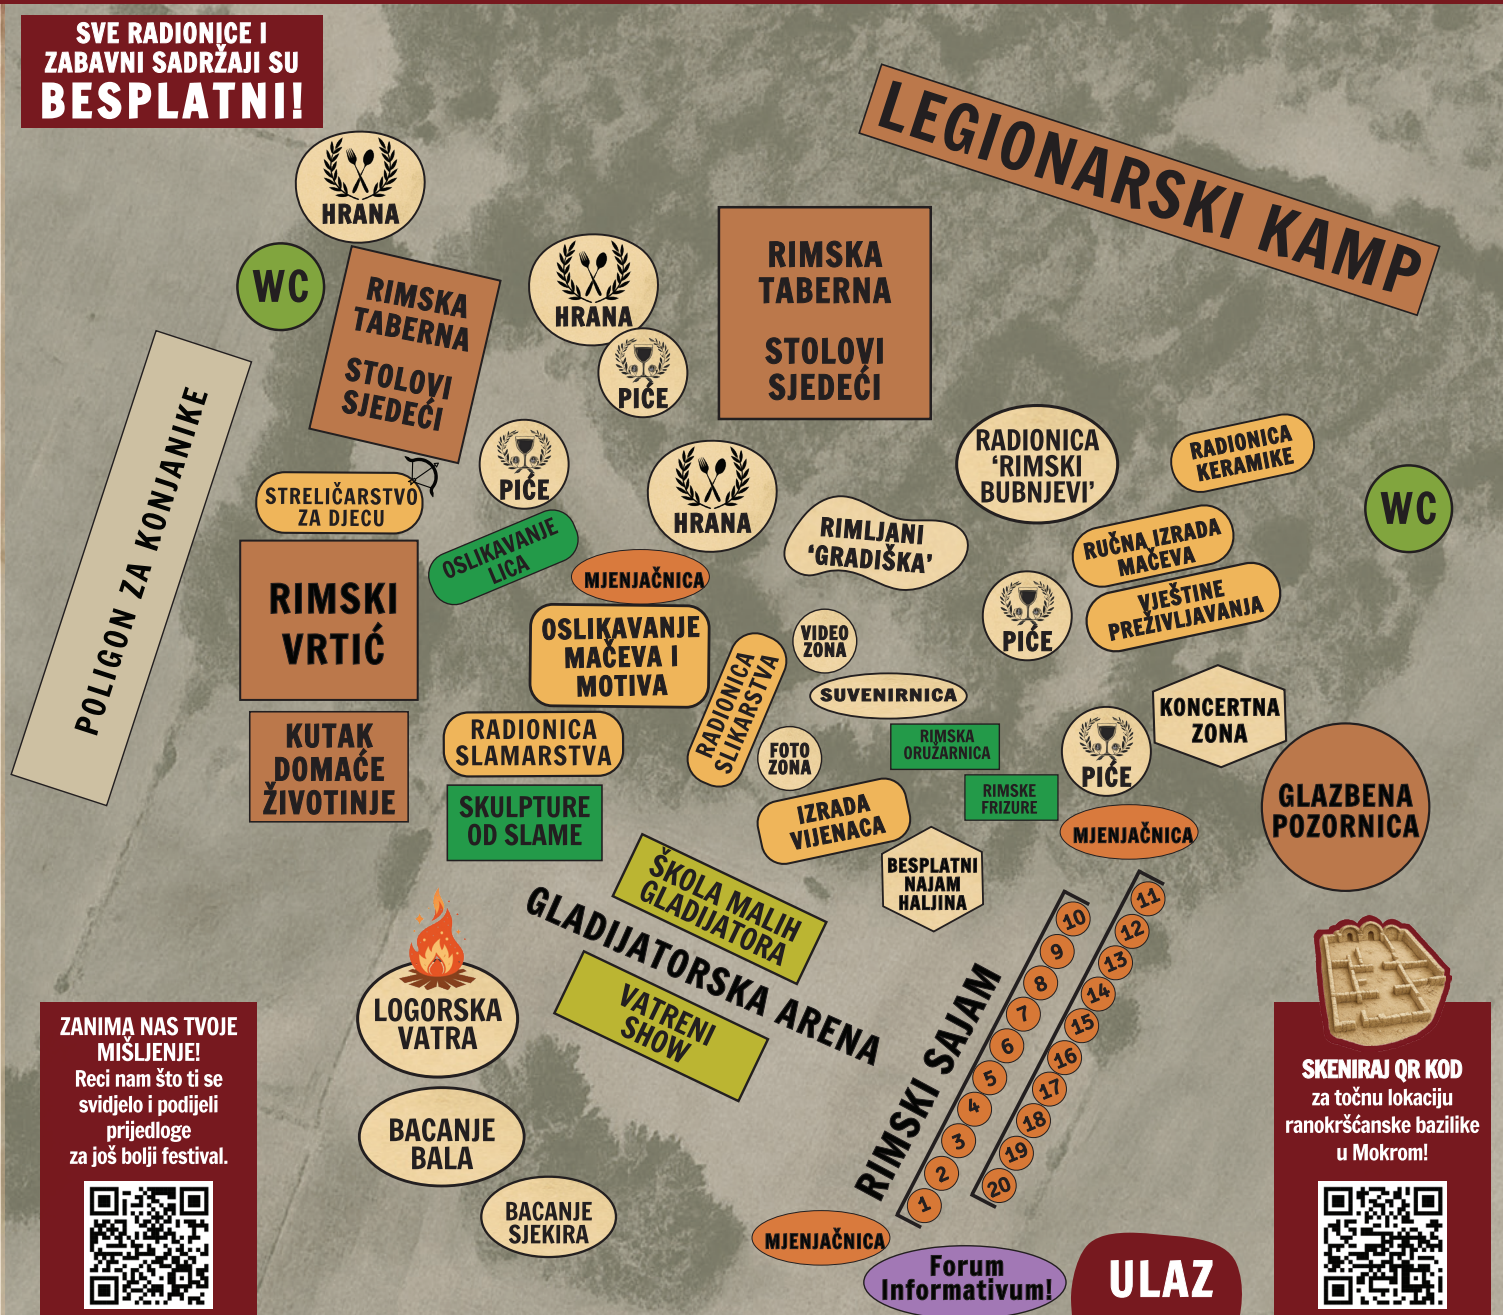 SVE RADIONICE I
ZABAVNI SADRŽAJI SU
BESPLATNI!
LEGIONARSKI KAMP
HRANA
WC
RIMSKA
TABERNA
STOLOVI
SJEDEĆI
HRANA
PIĆE
RIMSKA
TABERNA
STOLOVI
SJEDEĆI
POLIGON ZA KONJANIKE
STRELIČARSTVO
ZA DJECU
PIĆE
HRANA
RADIONICA
‘RIMSKI
BUBNJEVI’
RADIONICA
KERAMIKE
WC
OSLIKAVANJE
LICA
MJENJAČNICA
RIMLJANI
‘GRADIŠKA’
RUČNA IZRADA
MAČEVA
VJEŠTINE
PREŽIVLJAVANJA
PIĆE
RIMSKI
VRTIĆ
OSLIKAVANJE
MAČEVA I
MOTIVA
VIDEO
ZONA
RADIONICA
SLIKARSTVA
SUVENIRNICA
KONCERTNA
ZONA
KUTAK
DOMAĆE
ŽIVOTINJE
RADIONICA
SLAMARSTVA
FOTO
ZONA
RIMSKA
ORUŽARNICA
PIĆE
GLAZBENA
POZORNICA
SKULPTURE
OD SLAME
IZRADA
VIJENACA
RIMSKE
FRIZURE
MJENJAČNICA
ŠKOLA MALIH
GLADIJATORA
GLADIJATORSKA ARENA
VATRENI
SHOW
BESPLATNI
NAJAM
HALJINA
LOGORSKA
VATRA
BACANJE
BALA
BACANJE
SJEKIRA
RIMSKI SAJAM
10
9
8
7
6
5
4
3
2
1
11
12
13
14
15
16
17
18
19
20
MJENJAČNICA
Forum
Informativum!
ULAZ
ZANIMA NAS TVOJE
MIŠLJENJE!
Reci nam što ti se
svidjelo i podijeli
prijedloge
za još bolji festival.
SKENIRAJ QR KOD
za točnu lokaciju
ranokršćanske bazilike
u Mokrom!